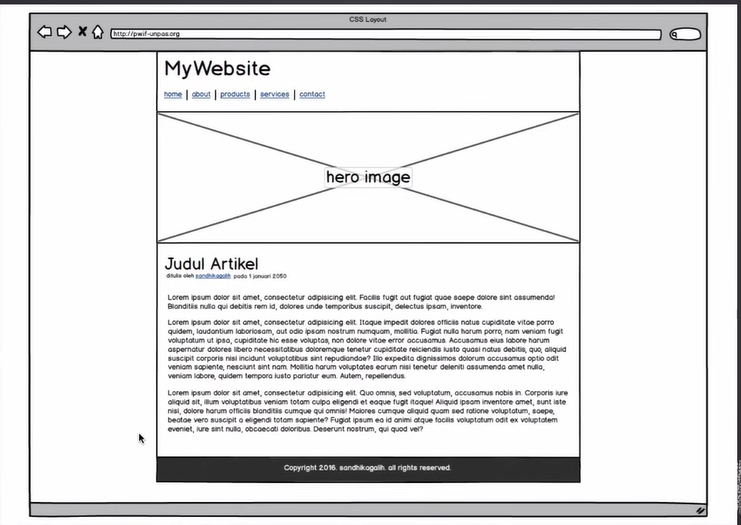 CSS Layout
http://pwif-unpas.org
MyWebsite
home | about | products | services | contact
hero image
Judul Artikel
ditulis oleh sandhikagalih pada 1 januari 2050
Lorem ipsum dolor sit amet, consectetur adipisicing elit. Facilis fugit aut fugiat quae saepe dolore sint assumenda!
Blanditiis nulla qui debitis rem id, dolores unde temporibus suscipit, delectus ipsam, inventore.
Lorem ipsum dolor sit amet, consectetur adipisicing elit. Itaque impedit dolores officiis natus cupiditate vitae porro
quidem, laudantium laboriosam, aut odio ipsam nostrum numquam, mollitia. Fugiat nulla harum porro, nam veniam fugit
voluptatum ut ipsa, cupiditate hic esse voluptas, non dolore vitae error accusamus. Accusamus eius laborum harum
aspernatur dolores libero necessitatibus doloremque tenetur cupiditate reiciendis iusto quasi natus debitis, quo, aliquid
suscipit corporis nisi incidunt voluptatibus sint repudiandae? Illo expedita dignissimos dolorum accusamus optio odit
veniam sapiente, nesciunt sint nam. Mollitia harum voluptates earum nisi tenetur deleniti assumenda amet nulla,
veniam labore, quidem tempora iusto pariatur eum. Autem, repellendus.
Lorem ipsum dolor sit amet, consectetur adipisicing elit. Quo omnis, sed voluptatum, accusamus nobis in. Corporis iure
aliquid sit, illum voluptatibus veniam totam culpa eligendi et eaque fugit itaque! Aliquid ipsam inventore amet, sunt iste
nisi, dolore harum officiis blanditiis cumque qui omnis! Maiores cumque aliquid quam sed ratione voluptatum, saepe,
beatae vero suscipit a eligendi totam sapiente? Fugiat ipsum ea id animi atque facilis voluptatum odit ex voluptatem
eveniet, iure sint nulla, obcaecati doloribus. Deserunt nostrum, qui quod vel?
Copyright 2016. sandhikagalih. all rights reserved.